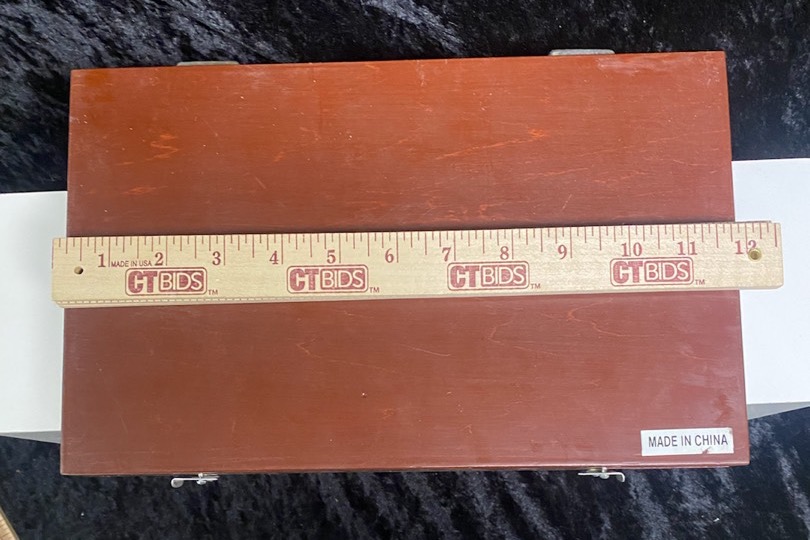 1 MADE IN USA 2 3 4 5 6 7 8 9 10 11 12
CTBIDS™ CTBIDS™ CTBIDS™ CTBIDS™
MADE IN CHINA